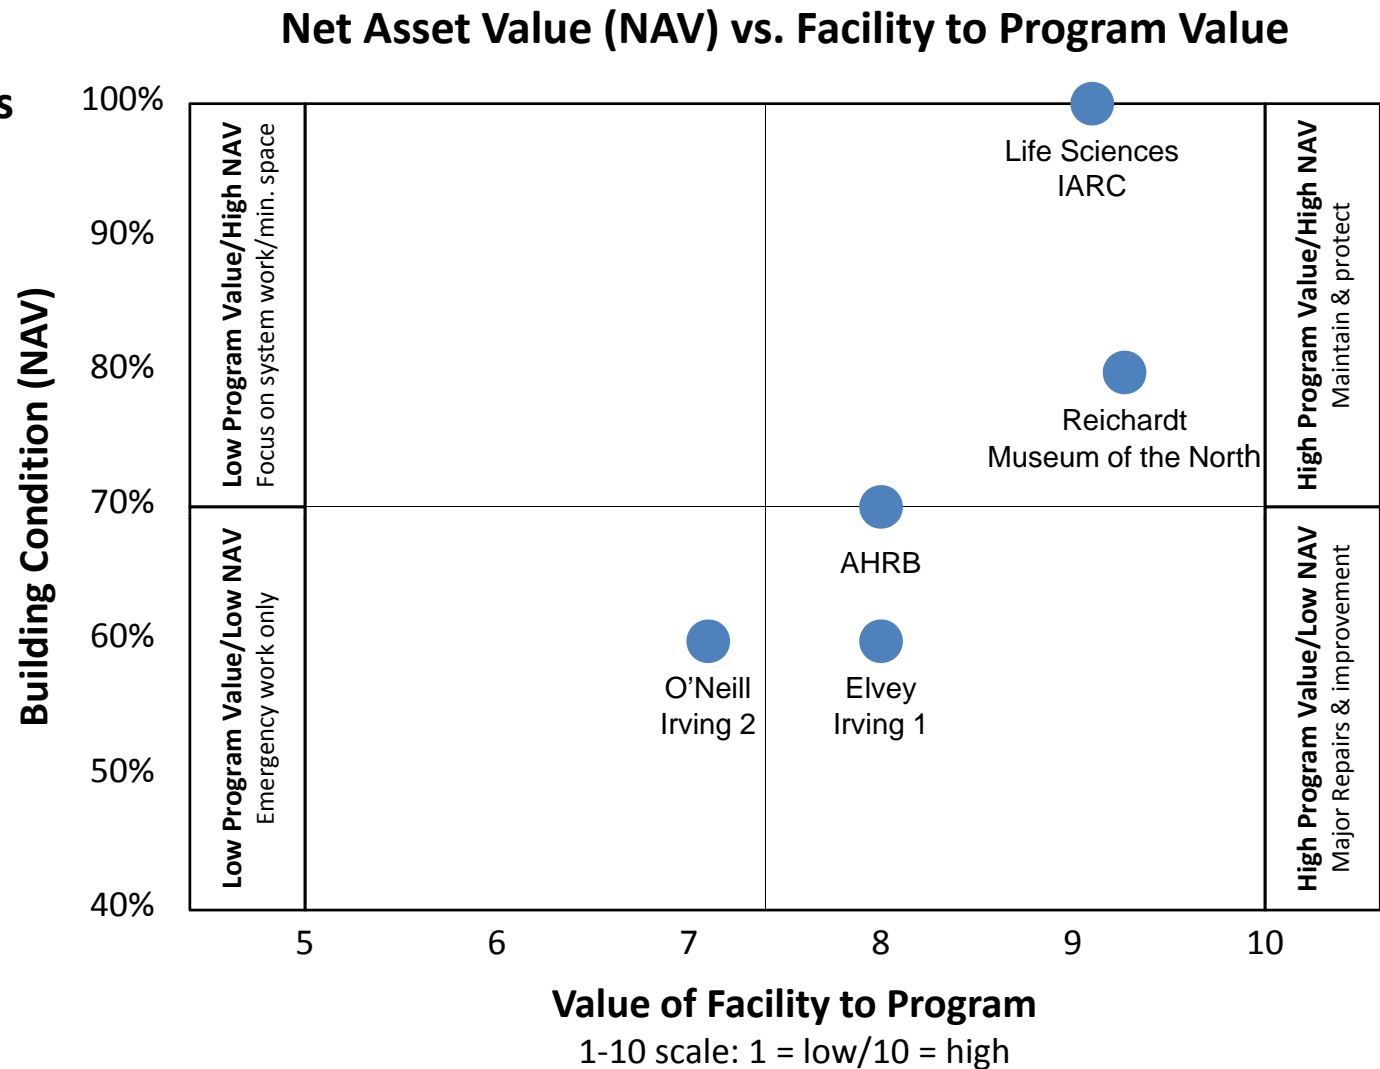 Net Asset Value (NAV) vs. Facility to Program Value
s
Building Condition (NAV)
100%
90%
80%
70%
60%
50%
40%
Low Program Value/High NAV
Focus on system work/min. space
Low Program Value/Low NAV
Emergency work only
Life Sciences
IARC
Reichardt
Museum of the North
AHRB
O’Neill
Irving 2
Elvey
Irving 1
High Program Value/High NAV
Maintain & protect
High Program Value/Low NAV
Major Repairs & improvement
5
6
7
8
9
10
Value of Facility to Program
1-10 scale: 1 = low/10 = high